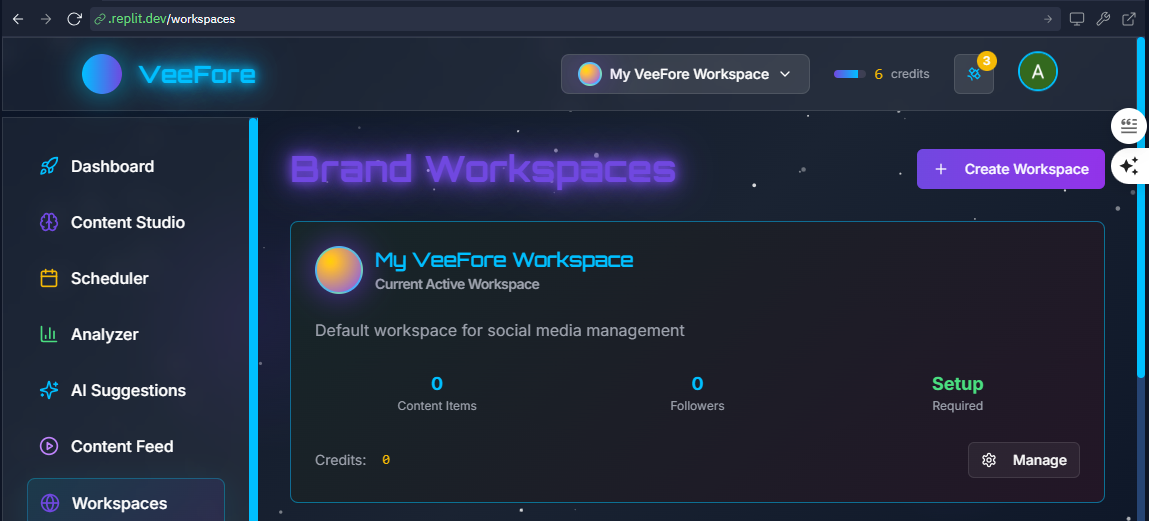 .replit.dev/workspaces
VeeFore
My VeeFore Workspace
6 credits
3
A
Dashboard
Content Studio
Scheduler
Analyzer
AI Suggestions
Content Feed
Workspaces
Brand Workspaces
+ Create Workspace
My VeeFore Workspace
Current Active Workspace
Default workspace for social media management
0
Content Items
0
Followers
Setup
Required
Credits: 0
Manage